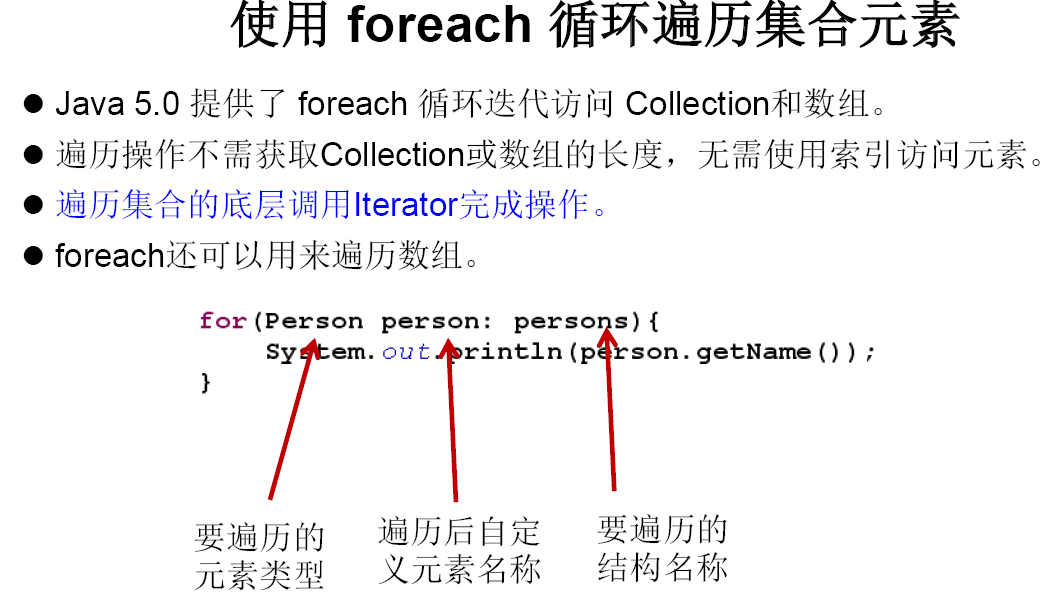 使用 foreach 循环遍历集合元素
● Java 5.0 提供了 foreach 循环迭代访问 Collection和数组。
● 遍历操作不需获取Collection或数组的长度，无需使用索引访问元素。
● 遍历集合的底层调用Iterator完成操作。
● foreach还可以用来遍历数组。
for(Person person: persons){
System.out.println(person.getName());
}
要遍历的
元素类型
遍历后自定
义元素名称
要遍历的
结构名称